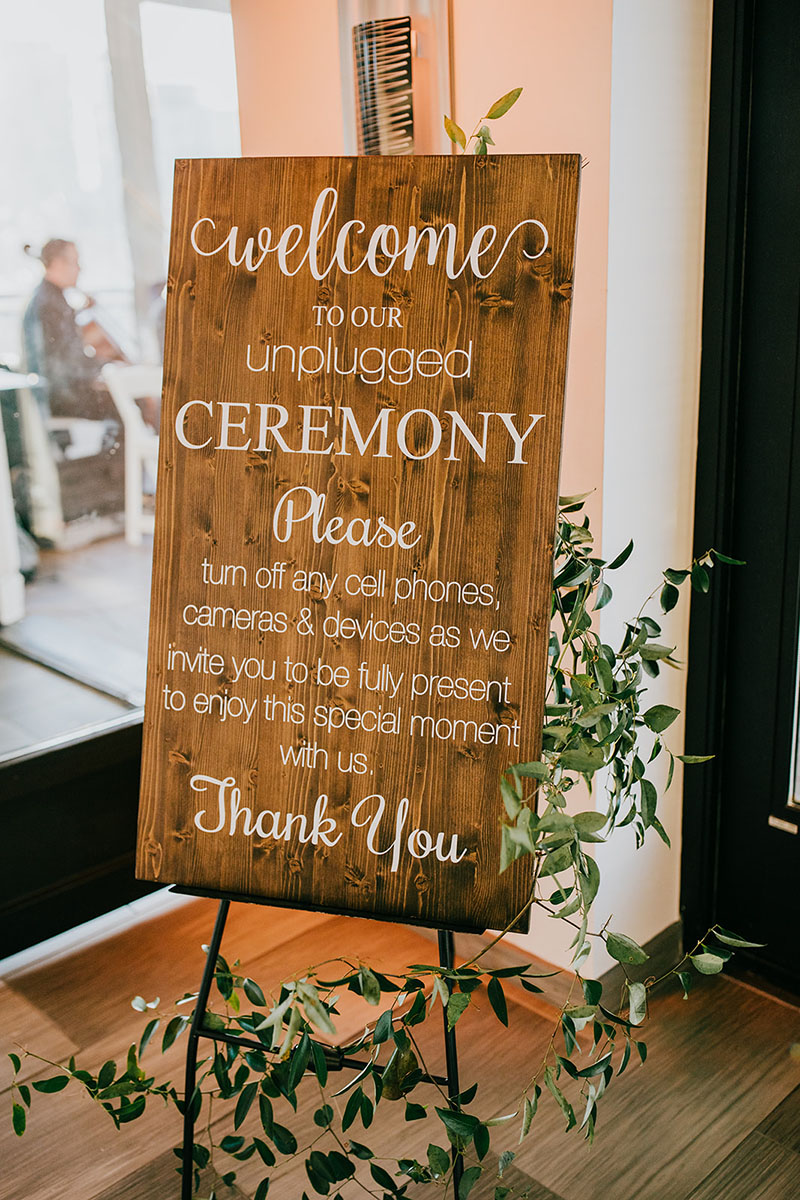 welcome
TO OUR
unplugged
CEREMONY
Please
turn off any cell phones,
cameras & devices as we
invite you to be fully present
to enjoy this special moment
with us.
Thank You